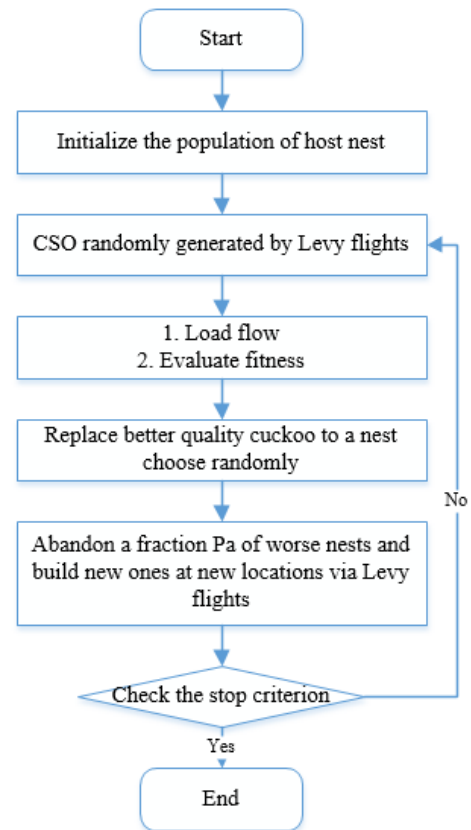 Start
Initialize the population of host nest
CSO randomly generated by Levy flights
1. Load flow
2. Evaluate fitness
Replace better quality cuckoo to a nest
choose randomly
No
Abandon a fraction Pa of worse nests and
build new ones at new locations via Levy
flights
Check the stop criterion
Yes
End